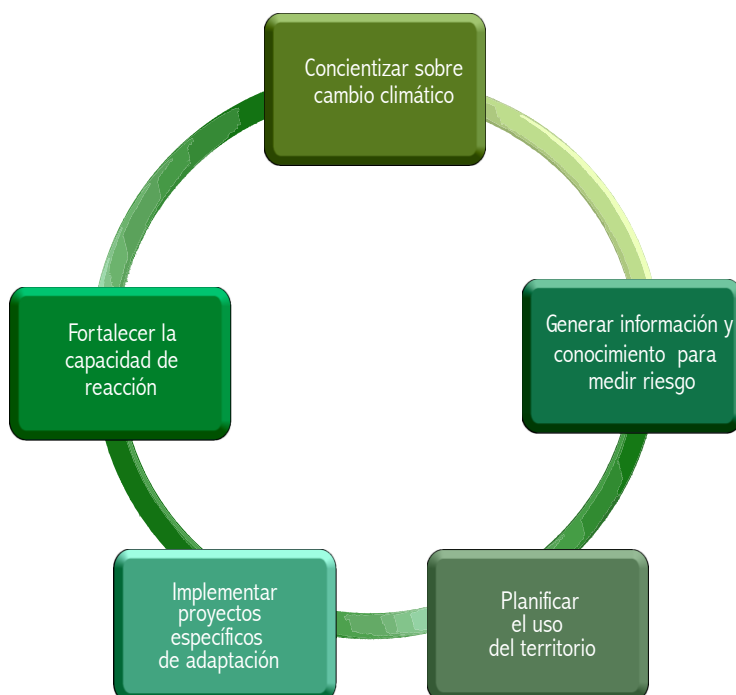 Concientizar sobre
cambio climático
Generar información y
conocimiento para
medir riesgo
Planificar
el uso
del territorio
Implementar
proyectos
específicos
de adaptación
Fortalecer la
capacidad de
reacción